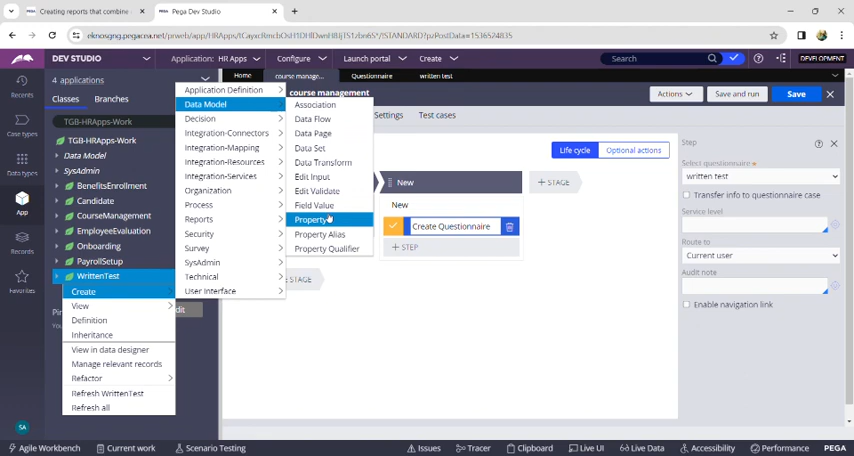 Creating reports that combine -
Pega Dev Studio
eknosgng.pegacea.net/prweb/app/HRApps/
/!STANDARD?pzPostData=1536524835
DEV STUDIO
Application: HR Apps
Configure
Launch portal
Create
Search
DEVELOPMENT
Recents
Case types
Data types
App
Records
Favorites
SA
4 applications
Classes
Branches
TGB-HRApps-Work
TGB-HRApps-Work
Data Model
SysAdmin
BenefitsEnrollment
Candidate
CourseManagement
EmployeeEvaluation
Onboarding
PayrollSetup
WrittenTest
Create
View
Definition
Inheritance
View in data designer
Manage relevant records
Refactor
Refresh WrittenTest
Refresh all
Application Definition
Data Model
Decision
Integration-Connectors
Integration-Mapping
Integration-Resources
Integration-Services
Organization
Process
Reports
Security
Survey
SysAdmin
Technical
User Interface
Association
Data Flow
Data Page
Data Set
Data Transform
Edit Input
Edit Validate
Field Value
Property
Property Alias
Property Qualifier
Home
course manage...
Questionnaire
written test
course management
Actions
Save and run
Save
Settings
Test cases
Life cycle
Optional actions
New
New
Create Questionnaire
+ STEP
+ STAGE
E STAGE
Step
Select questionnaire *
written test
Transfer info to questionnaire case
Service level
Route to
Current user
Audit note
Enable navigation link
Agile Workbench
Current work
Scenario Testing
Issues
Tracer
Clipboard
Live UI
Live Data
Accessibility
Performance
PEGA